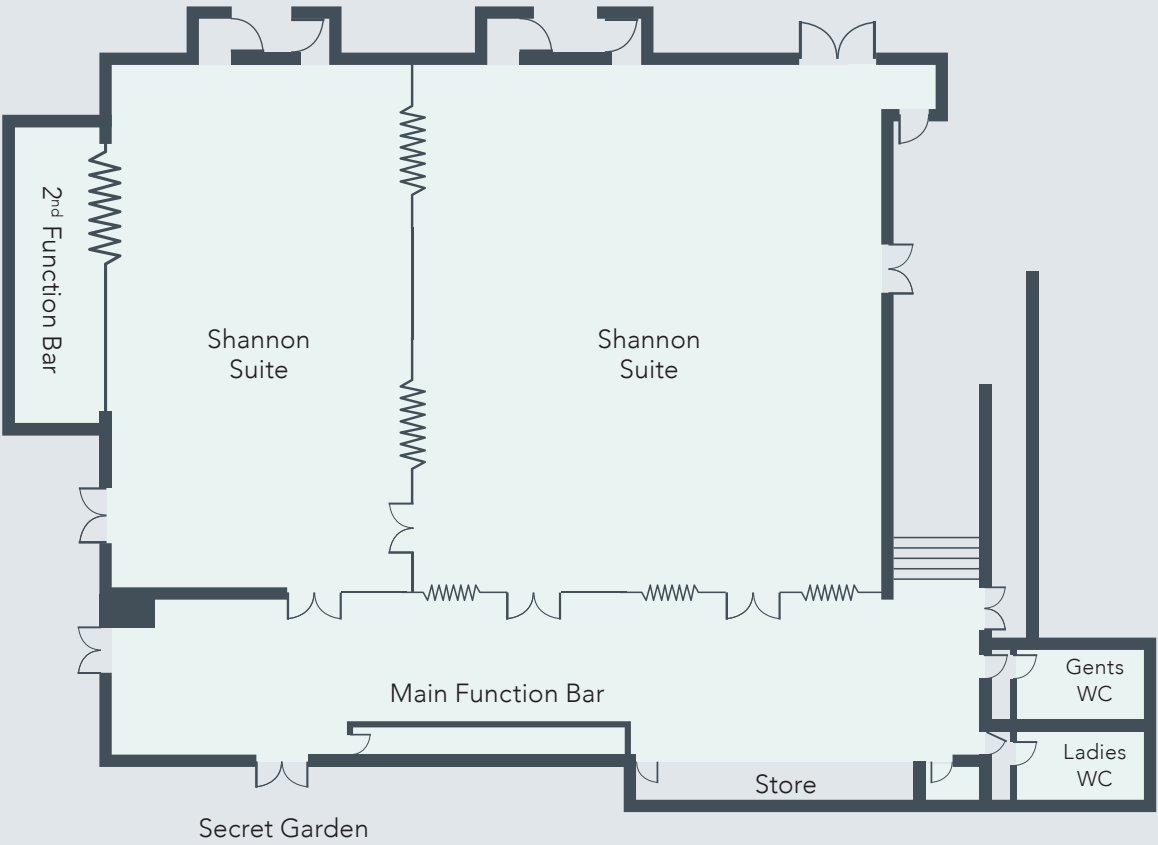 2nd Function Bar
Shannon
Suite
Shannon
Suite
Main Function Bar
Gents
WC
Ladies
WC
Store
Secret Garden